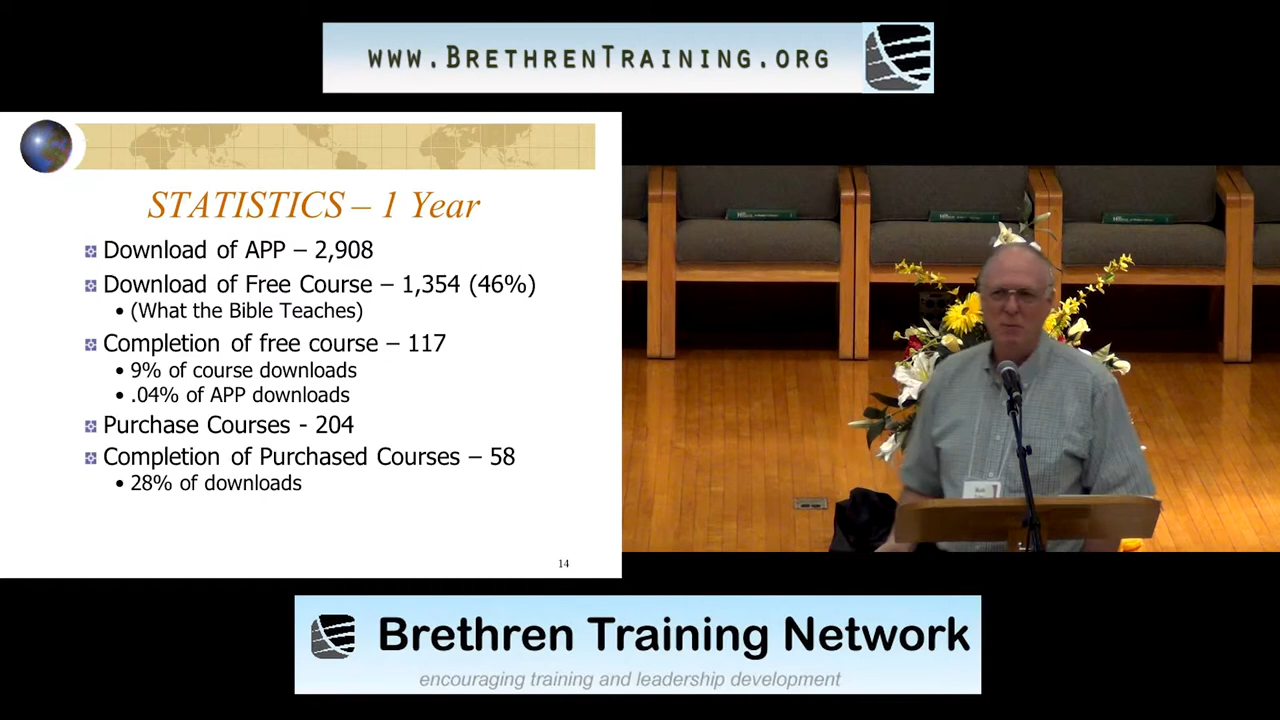 www.BrethrenTraining.org
STATISTICS – 1 Year
Download of APP – 2,908
Download of Free Course – 1,354 (46%)
• (What the Bible Teaches)
Completion of free course – 117
• 9% of course downloads
• .04% of APP downloads
Purchase Courses - 204
Completion of Purchased Courses – 58
• 28% of downloads
14
Brethren Training Network
encouraging training and leadership development